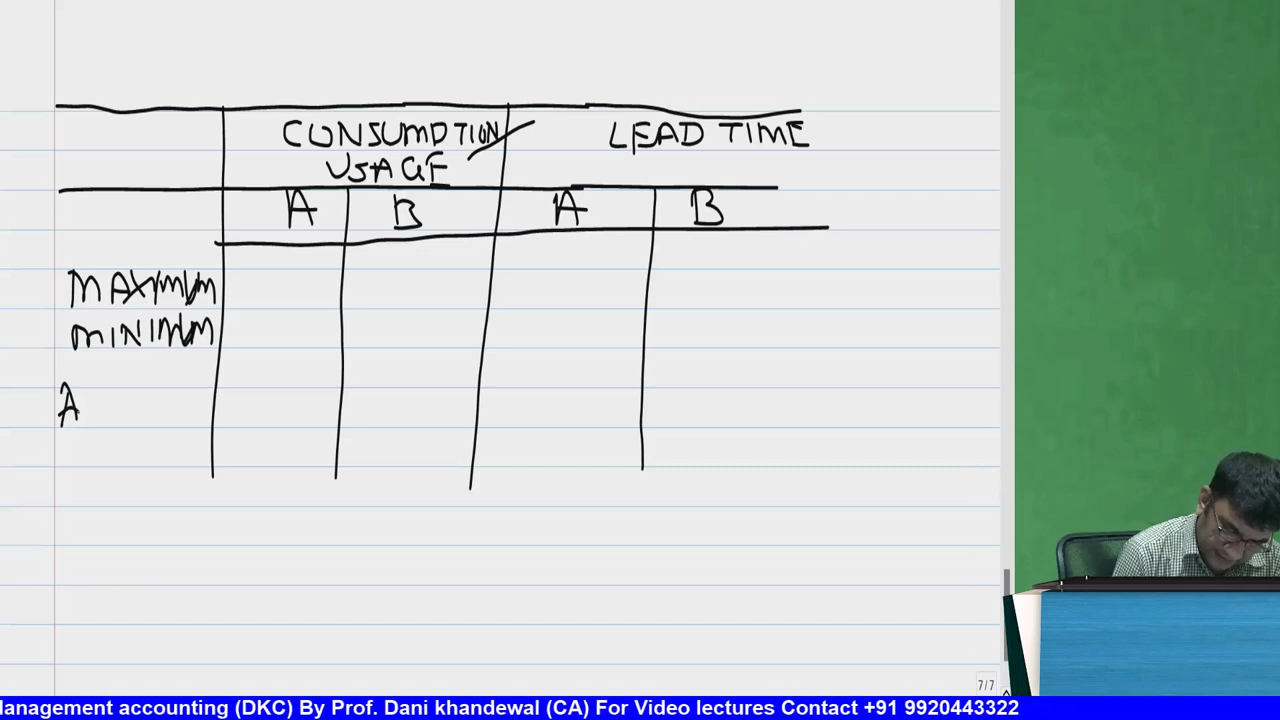 CONSUMPTION LEAD TIME
USAGE
A B A B
MAXIMUM
MINIMUM
A
7/7
Management accounting (DKC) By Prof. Dani khandewal (CA) For Video lectures Contact +91 9920443322